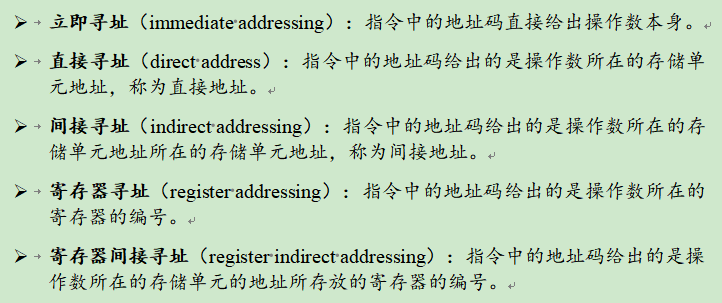 ➢ 立即寻址（immediate addressing）：指令中的地址码直接给出操作数本身。
➢ 直接寻址（direct address）：指令中的地址码给出的是操作数所在的存储单
元地址，称为直接地址。
➢ 间接寻址（indirect addressing）：指令中的地址码给出的是操作数所在的存
储单元地址所在的存储单元地址，称为间接地址。
➢ 寄存器寻址（register addressing）：指令中的地址码给出的是操作数所在的
寄存器的编号。
➢ 寄存器间接寻址（register indirect addressing）：指令中的地址码给出的是操
作数所在的存储单元的地址所存放的寄存器的编号。